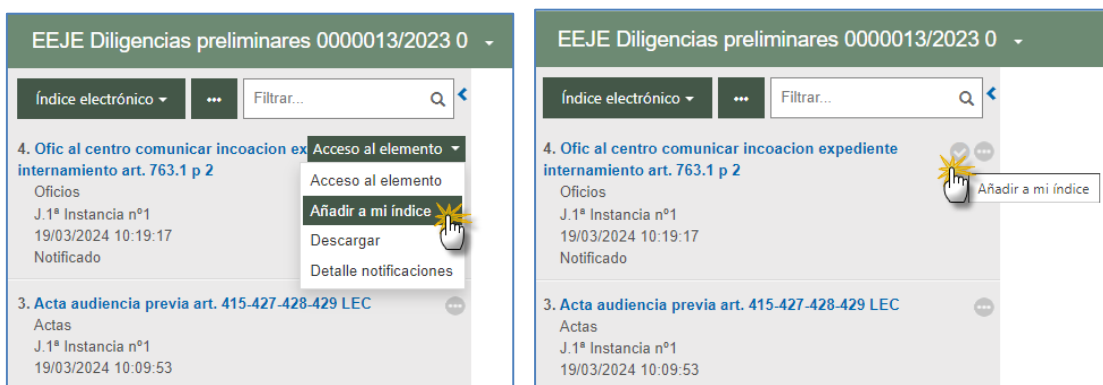 EEJE Diligencias preliminares 0000013/2023 0
Índice electrónico
Filtrar...
4. Ofic al centro comunicar incoacion ex
internamiento art. 763.1 p 2
Oficios
J.1ª Instancia nº1
19/03/2024 10:19:17
Notificado
Acceso al elemento
Acceso al elemento
Añadir a mi índice
Descargar
Detalle notificaciones
3. Acta audiencia previa art. 415-427-428-429 LEC
Actas
J.1ª Instancia nº1
19/03/2024 10:09:53
EEJE Diligencias preliminares 0000013/2023 0
Índice electrónico
Filtrar...
4. Ofic al centro comunicar incoacion expediente
internamiento art. 763.1 p 2
Oficios
J.1ª Instancia nº1
19/03/2024 10:19:17
Notificado
Añadir a mi índice
3. Acta audiencia previa art. 415-427-428-429 LEC
Actas
J.1ª Instancia nº1
19/03/2024 10:09:53